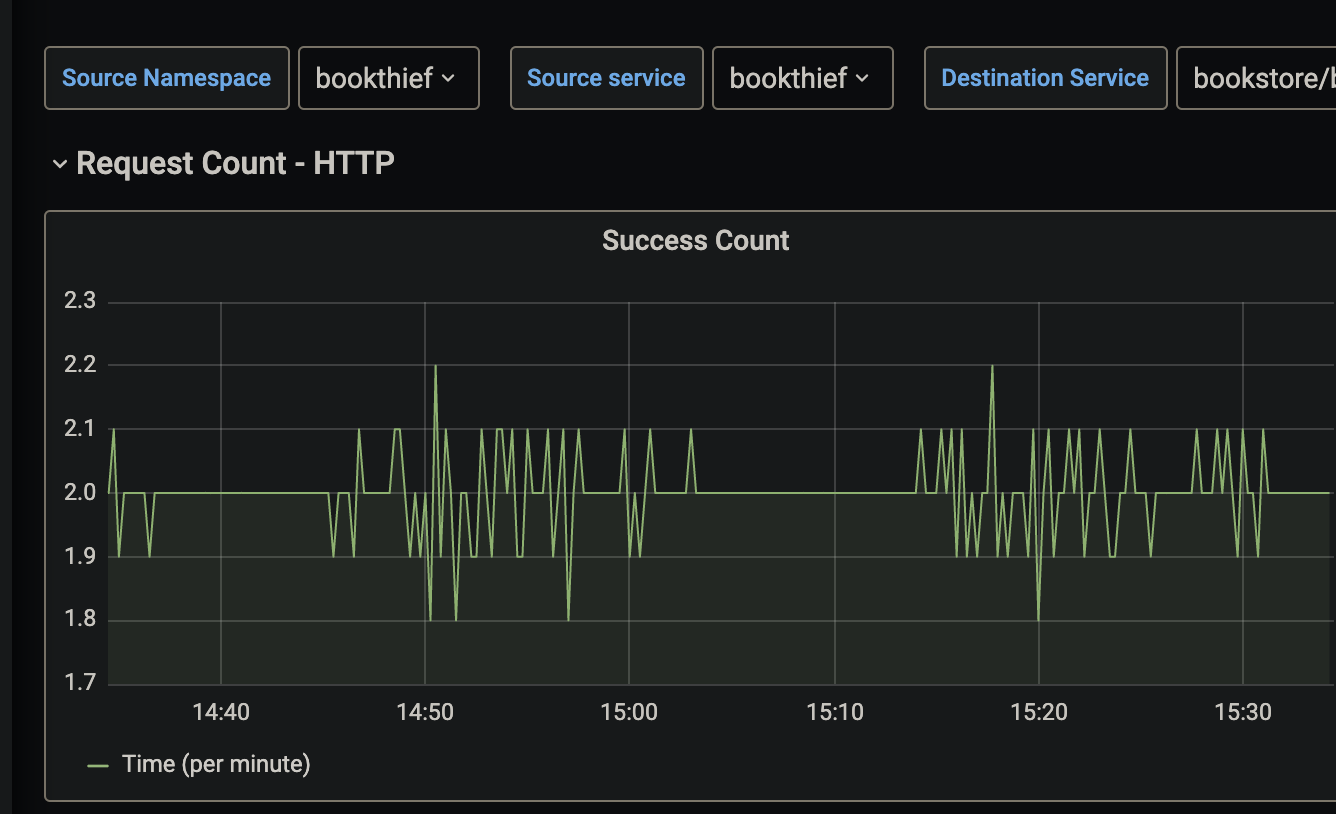 Source Namespace bookthief Source service bookthief Destination Service bookstore/
Request Count - HTTP
Success Count
2.3
2.2
2.1
2.0
1.9
1.8
1.7
14:40 14:50 15:00 15:10 15:20 15:30
Time (per minute)